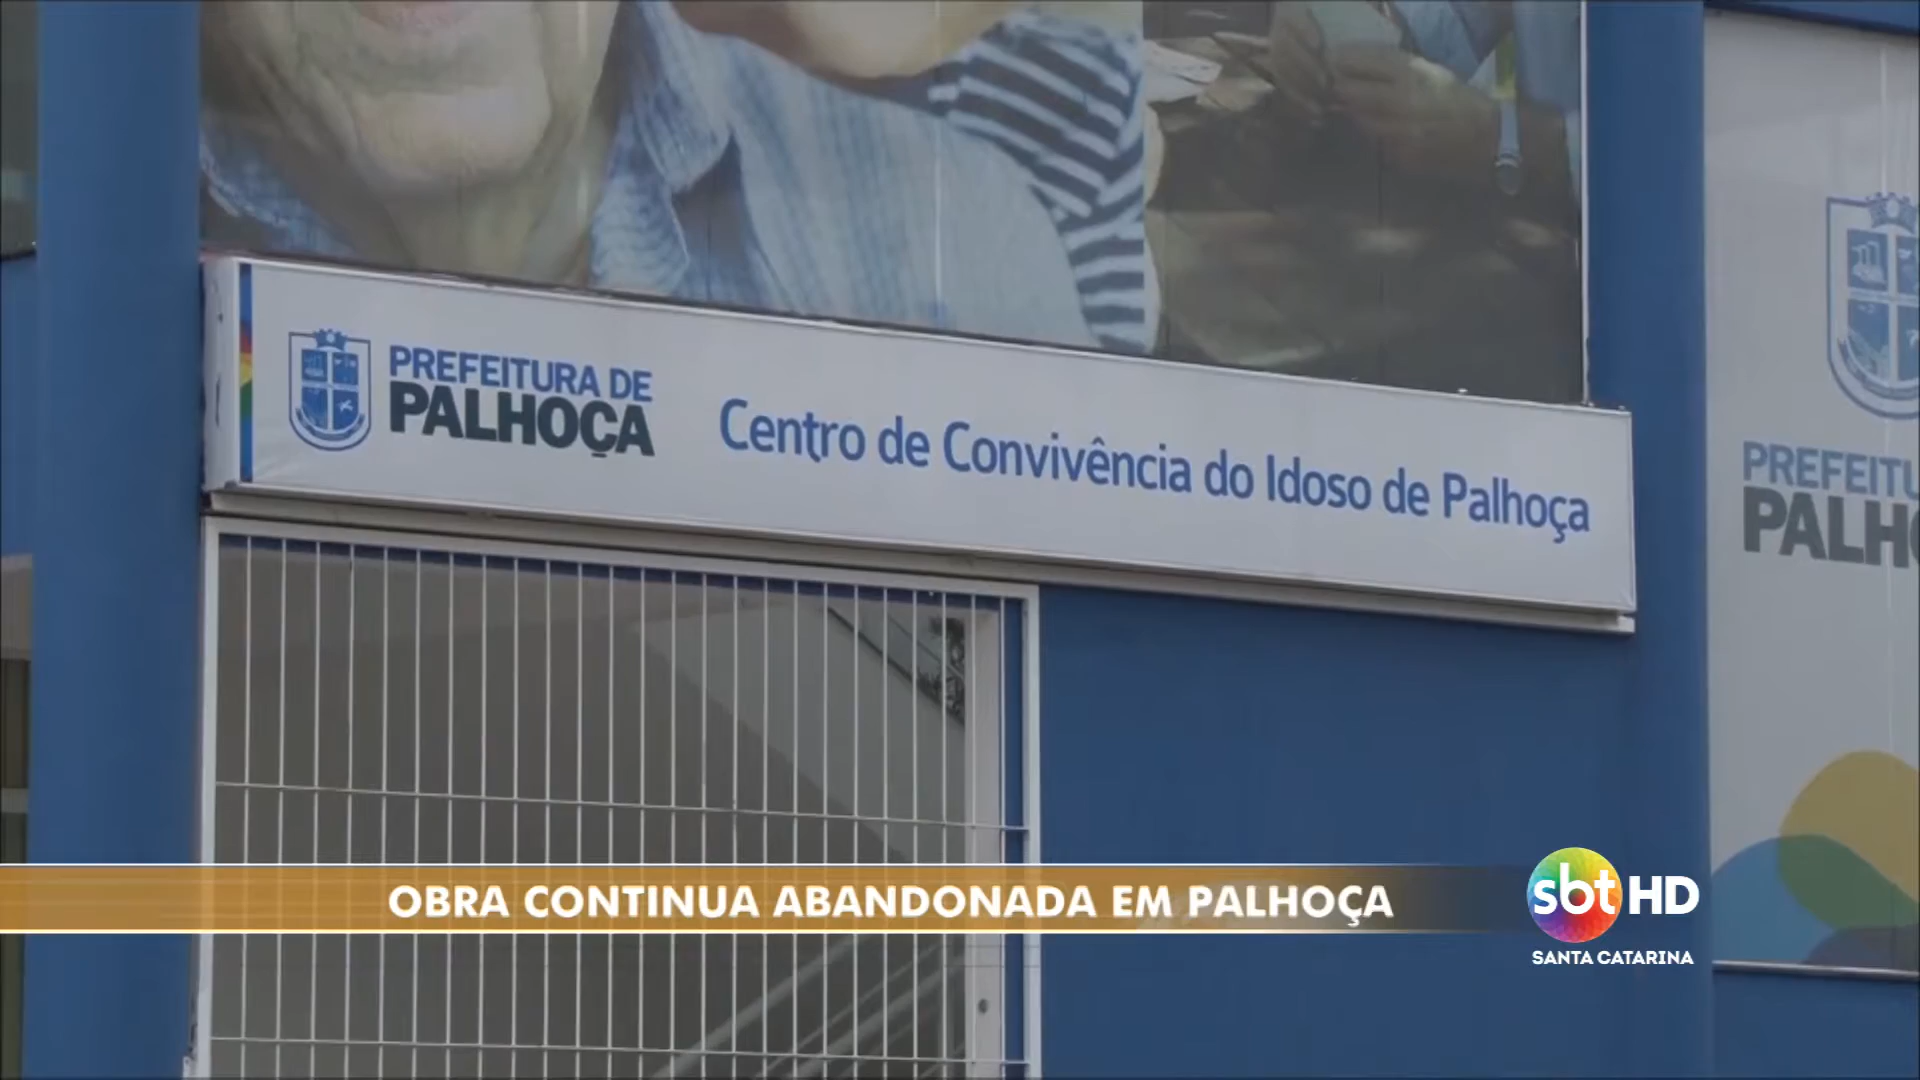 PREFEITURA DE
PALHOÇA
Centro de Convivência do Idoso de Palhoça
PREFEITU
PALHO
OBRA CONTINUA ABANDONADA EM PALHOÇA
sbt HD
SANTA CATARINA